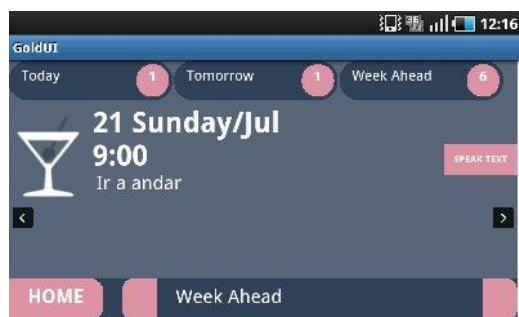 12:16
GoldUI
Today 1 Tomorrow 1 Week Ahead 6
21 Sunday/Jul
9:00
SPEAK TEXT
Ir a andar
< >
HOME Week Ahead